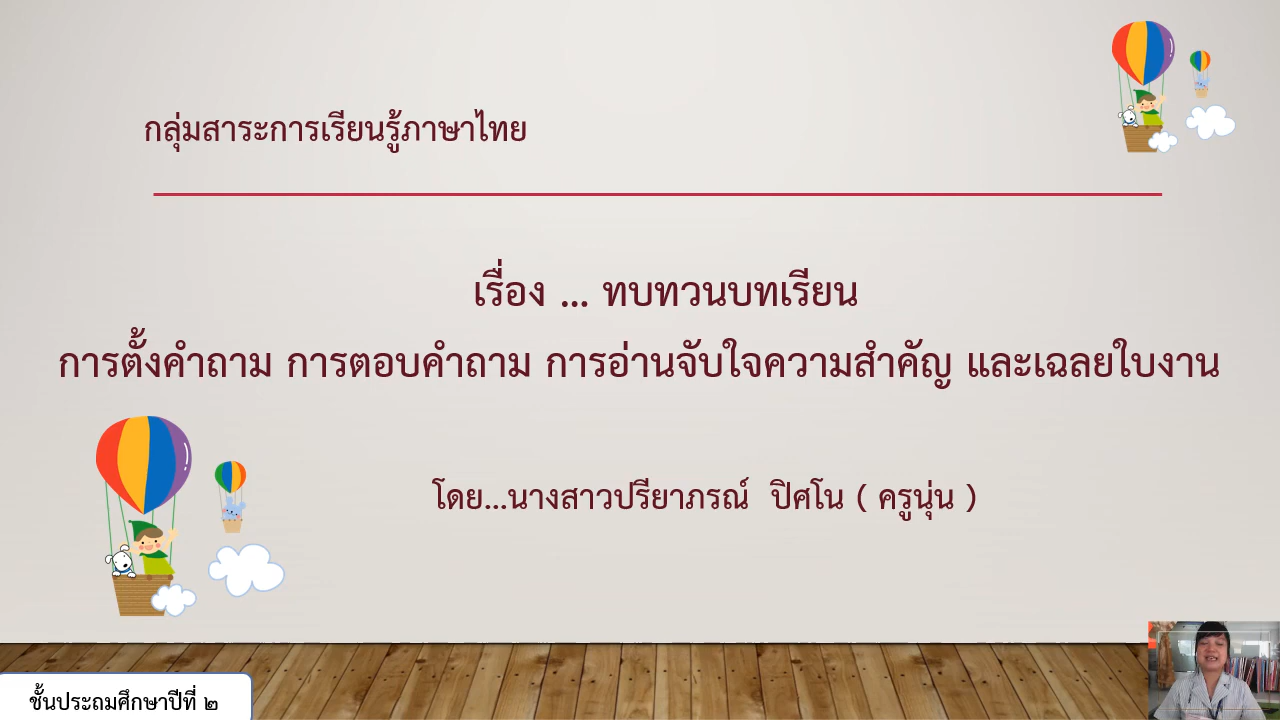 กลุ่มสาระการเรียนรู้ภาษาไทย
เรื่อง ... ทบทวนบทเรียน
การตั้งคำถาม การตอบคำถาม การอ่านจับใจความสำคัญ และเฉลยใบงาน
โดย...นางสาวปรียาภรณ์ ปิศโน ( ครูนุ่น )
ชั้นประถมศึกษาปีที่ ๒